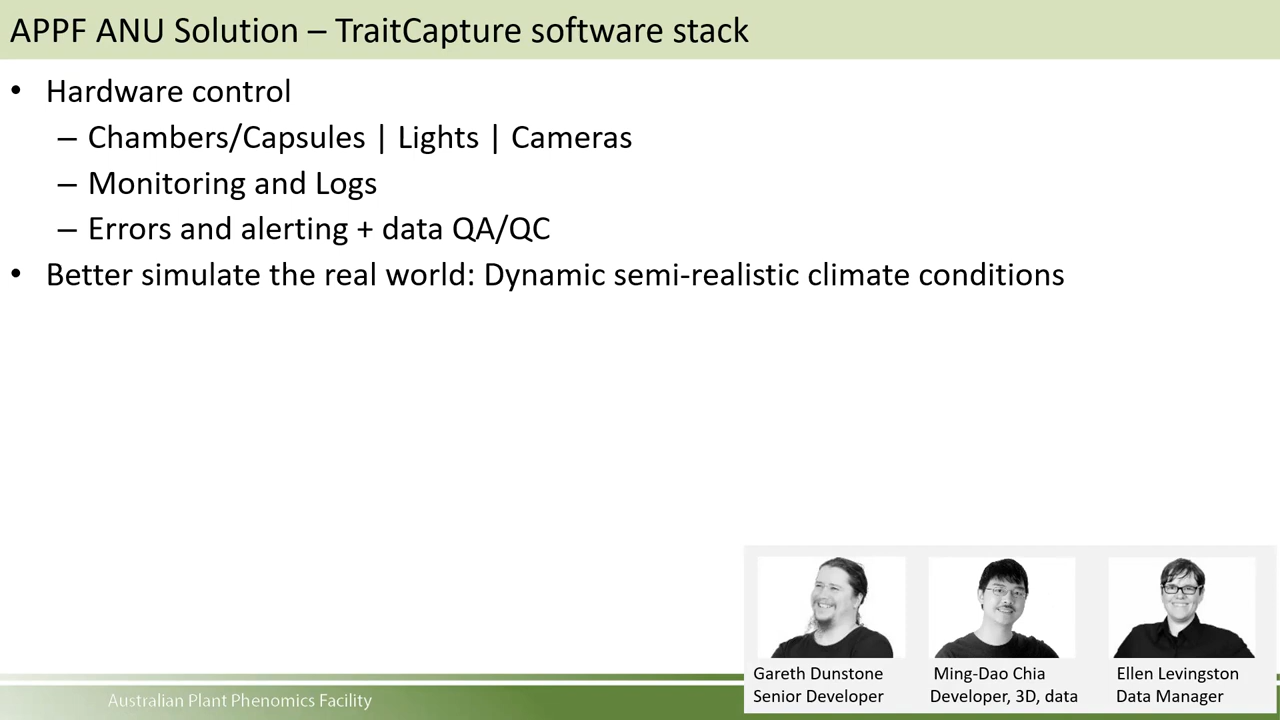 APPF ANU Solution – TraitCapture software stack
• Hardware control
– Chambers/Capsules | Lights | Cameras
– Monitoring and Logs
– Errors and alerting + data QA/QC
• Better simulate the real world: Dynamic semi-realistic climate conditions
Gareth Dunstone
Senior Developer
Ming-Dao Chia
Developer, 3D, data
Ellen Levingston
Data Manager
Australian Plant Phenomics Facility